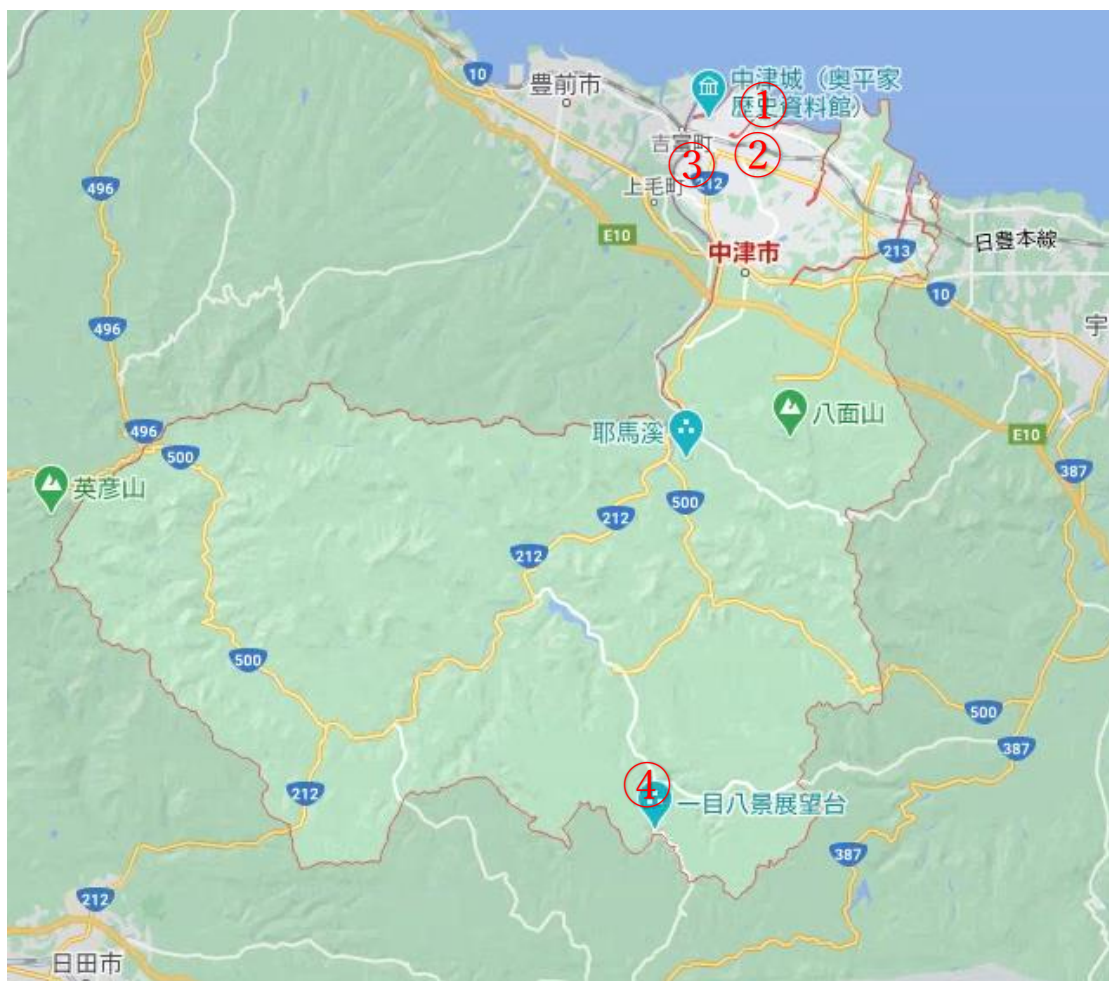 10
豊前市
中津城（奥平家
歴史資料館）
①
吉富町
②
③
496
上毛町
212
E10
日豊本線
213
中津市
10
宇
496
八面山
496
耶馬溪
E10
500
387
英彦山
500
212
212
500
500
387
④
212
一目八景展望台
387
212
日田市